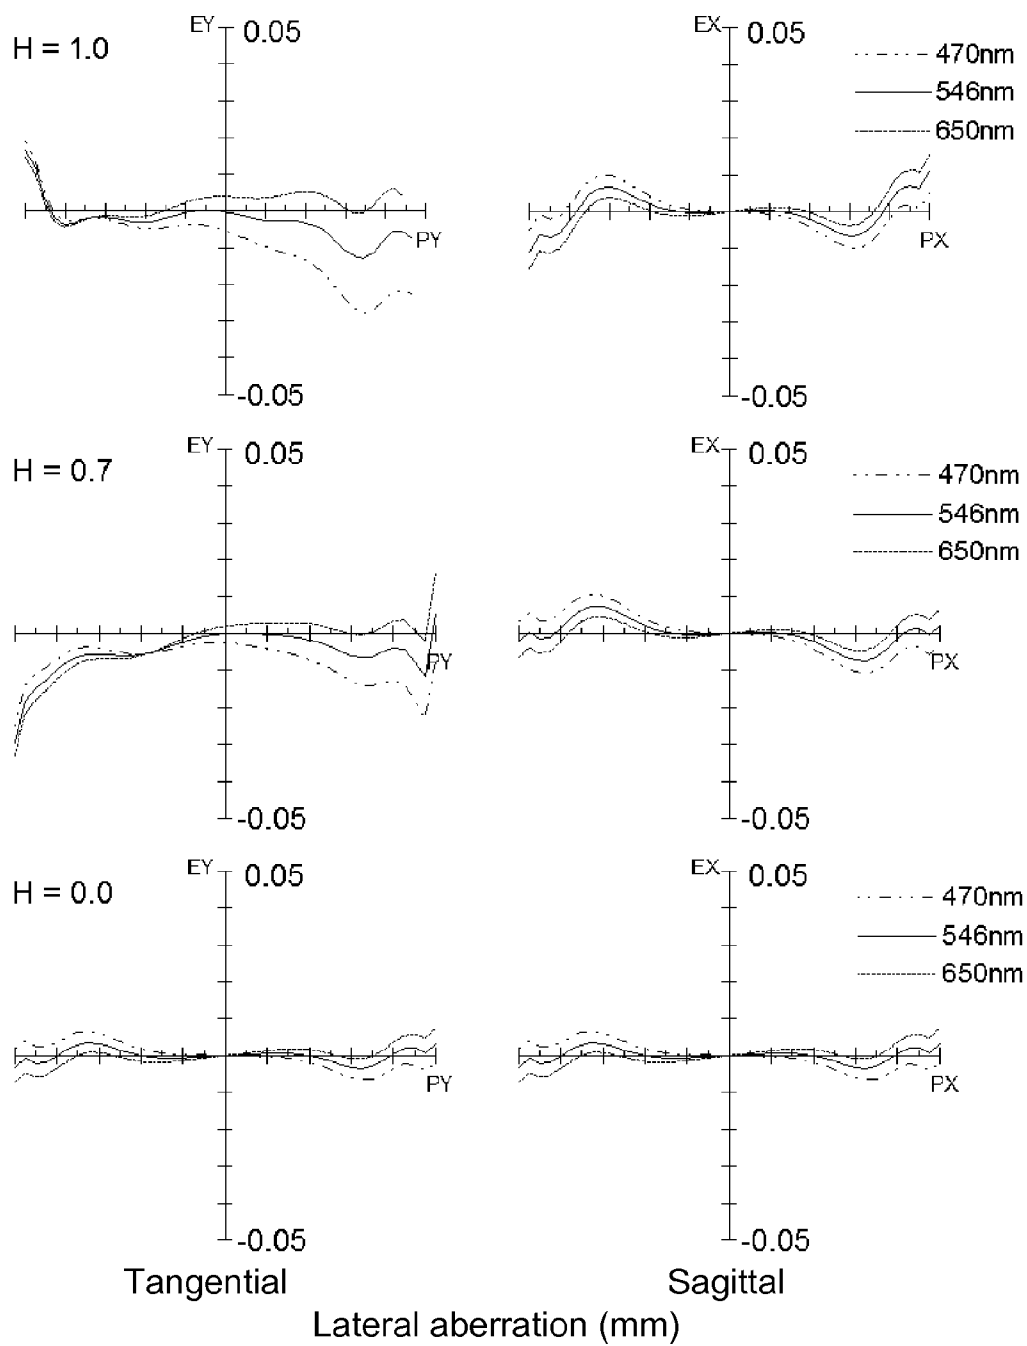 H = 1.0
EY 0.05
EX 0.05
470nm
546nm
650nm
PY
PX
-0.05
-0.05
H = 0.7
EY 0.05
EX 0.05
470nm
546nm
650nm
PY
PX
-0.05
-0.05
H = 0.0
EY 0.05
EX 0.05
470nm
546nm
650nm
PY
PX
-0.05
-0.05
Tangential
Sagittal
Lateral aberration (mm)